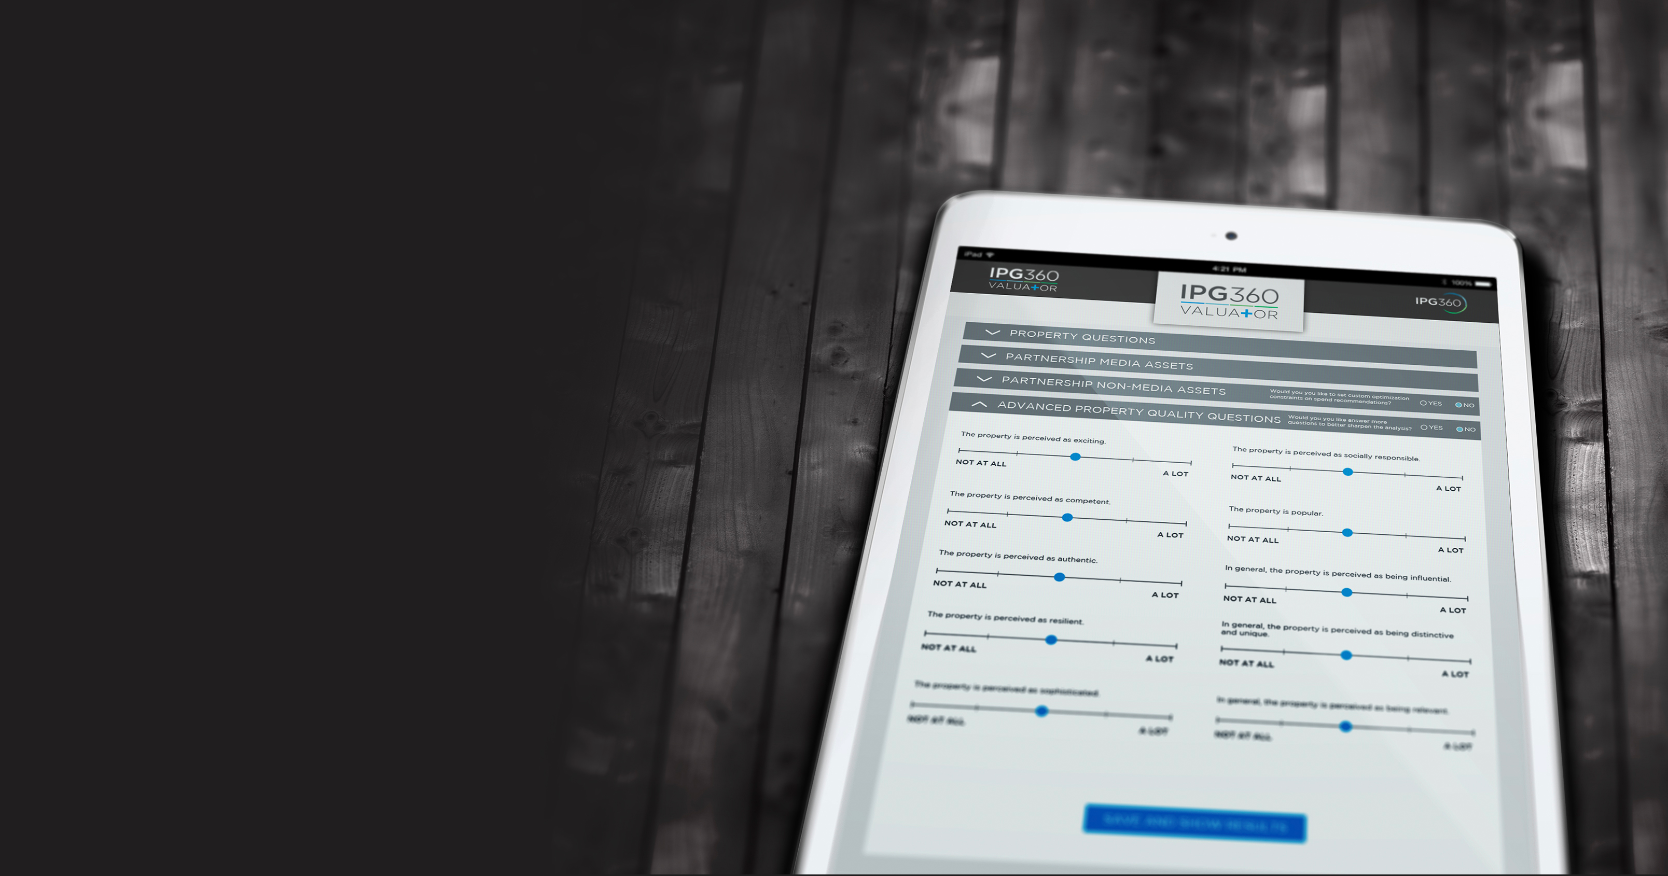 iPad
4:21 PM
100%
IPG360
VALUATOR
IPG360
VALUA+OR
IPG360
PROPERTY QUESTIONS
PARTNERSHIP MEDIA ASSETS
PARTNERSHIP NON-MEDIA ASSETS
Would you you like to set custom optimization
constraints on spend recommendations?
YES
NO
ADVANCED PROPERTY QUALITY QUESTIONS
Would you you like answer more
questions to better sharpen the analysis?
YES
NO
The property is perceived as exciting.
NOT AT ALL
A LOT
The property is perceived as socially responsible.
NOT AT ALL
A LOT
The property is perceived as competent.
NOT AT ALL
A LOT
The property is popular.
NOT AT ALL
A LOT
The property is perceived as authentic.
NOT AT ALL
A LOT
In general, the property is perceived as being influential.
NOT AT ALL
A LOT
The property is perceived as resilient.
NOT AT ALL
A LOT
In general, the property is perceived as being distinctive
and unique.
NOT AT ALL
A LOT
The property is perceived as sophisticated.
NOT AT ALL
A LOT
In general, the property is perceived as being relevant.
NOT AT ALL
A LOT
SAVE AND SHOW RESULTS